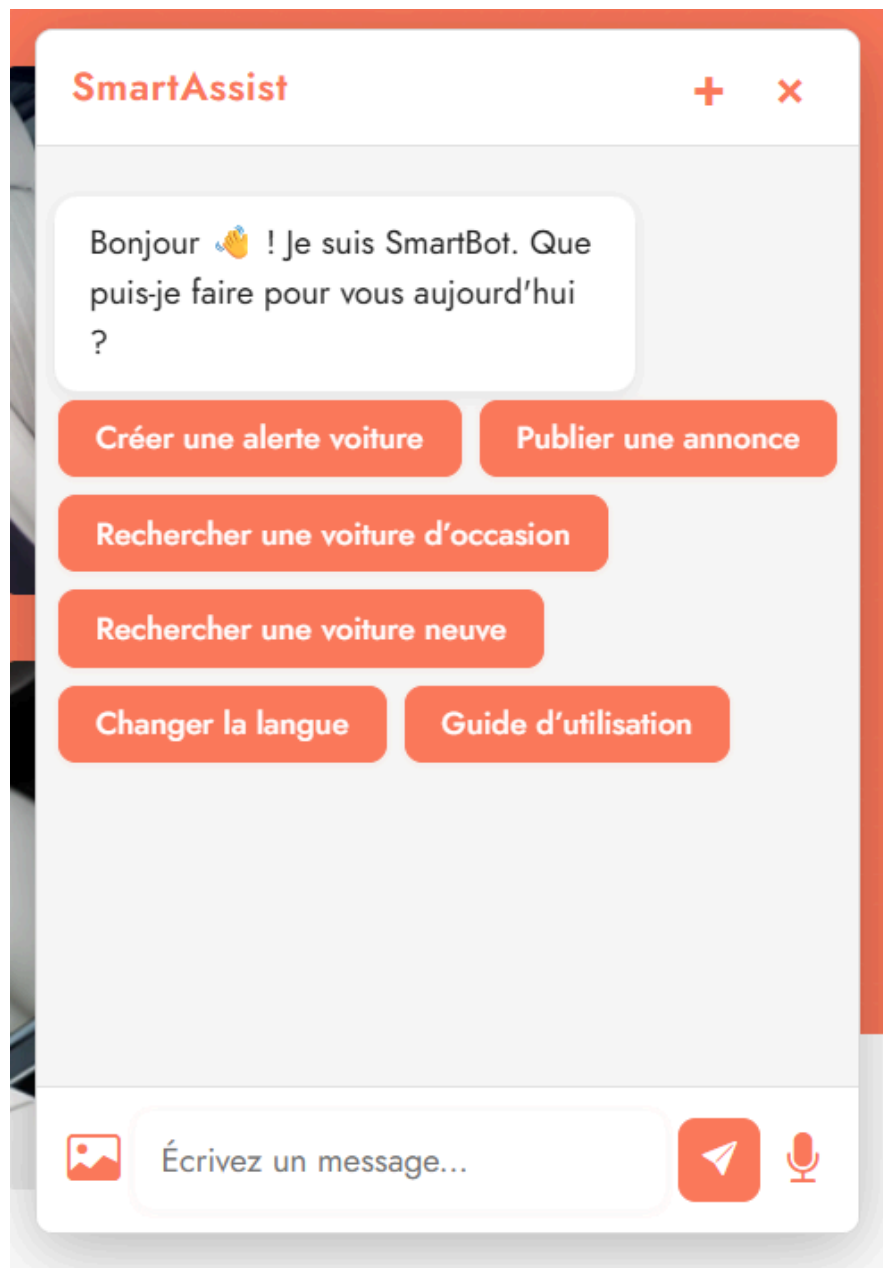 SmartAssist
Bonjour 👋 ! Je suis SmartBot. Que
puis-je faire pour vous aujourd'hui
?
Créer une alerte voiture
Publier une annonce
Rechercher une voiture d’occasion
Rechercher une voiture neuve
Changer la langue
Guide d’utilisation
Écrivez un message...